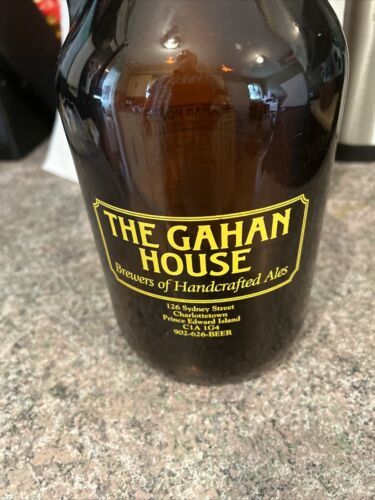 THE GAHAN
HOUSE
Brewers of Handcrafted Ales
126 Sydney Street
Charlottetown
Prince Edward Island
C1A 1G4
902-626-BEER